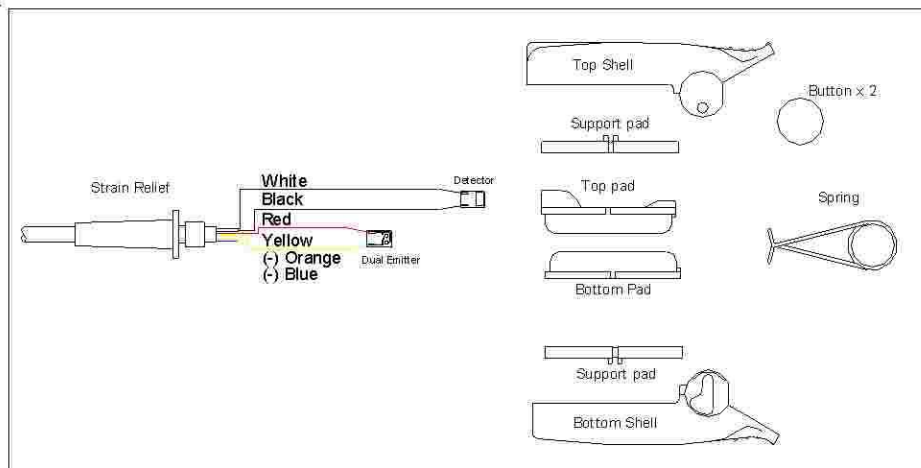 Strain Relief
White
Black
Red
Yellow
(-) Orange
(-) Blue
Detector
Dual Emitter
Top Shell
Button x 2
Support pad
Top pad
Spring
Bottom Pad
Support pad
Bottom Shell